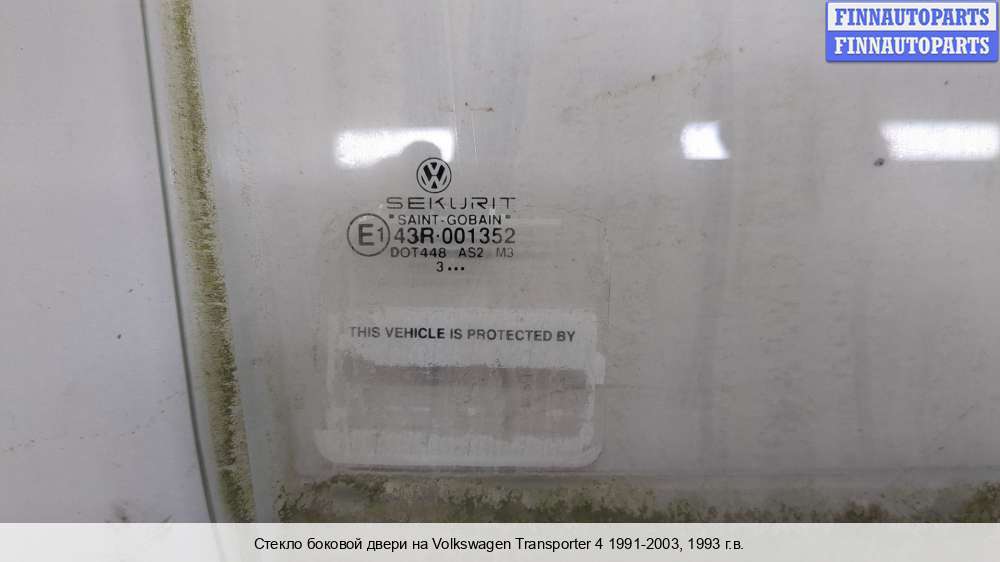 FINNAUTOPARTS
FINNAUTOPARTS
SEKURIT
"SAINT-GOBAIN"
E1 43R-001352
DOT448 AS2 M3
3...
THIS VEHICLE IS PROTECTED BY
Стекло боковой двери на Volkswagen Transporter 4 1991-2003, 1993 г.в.